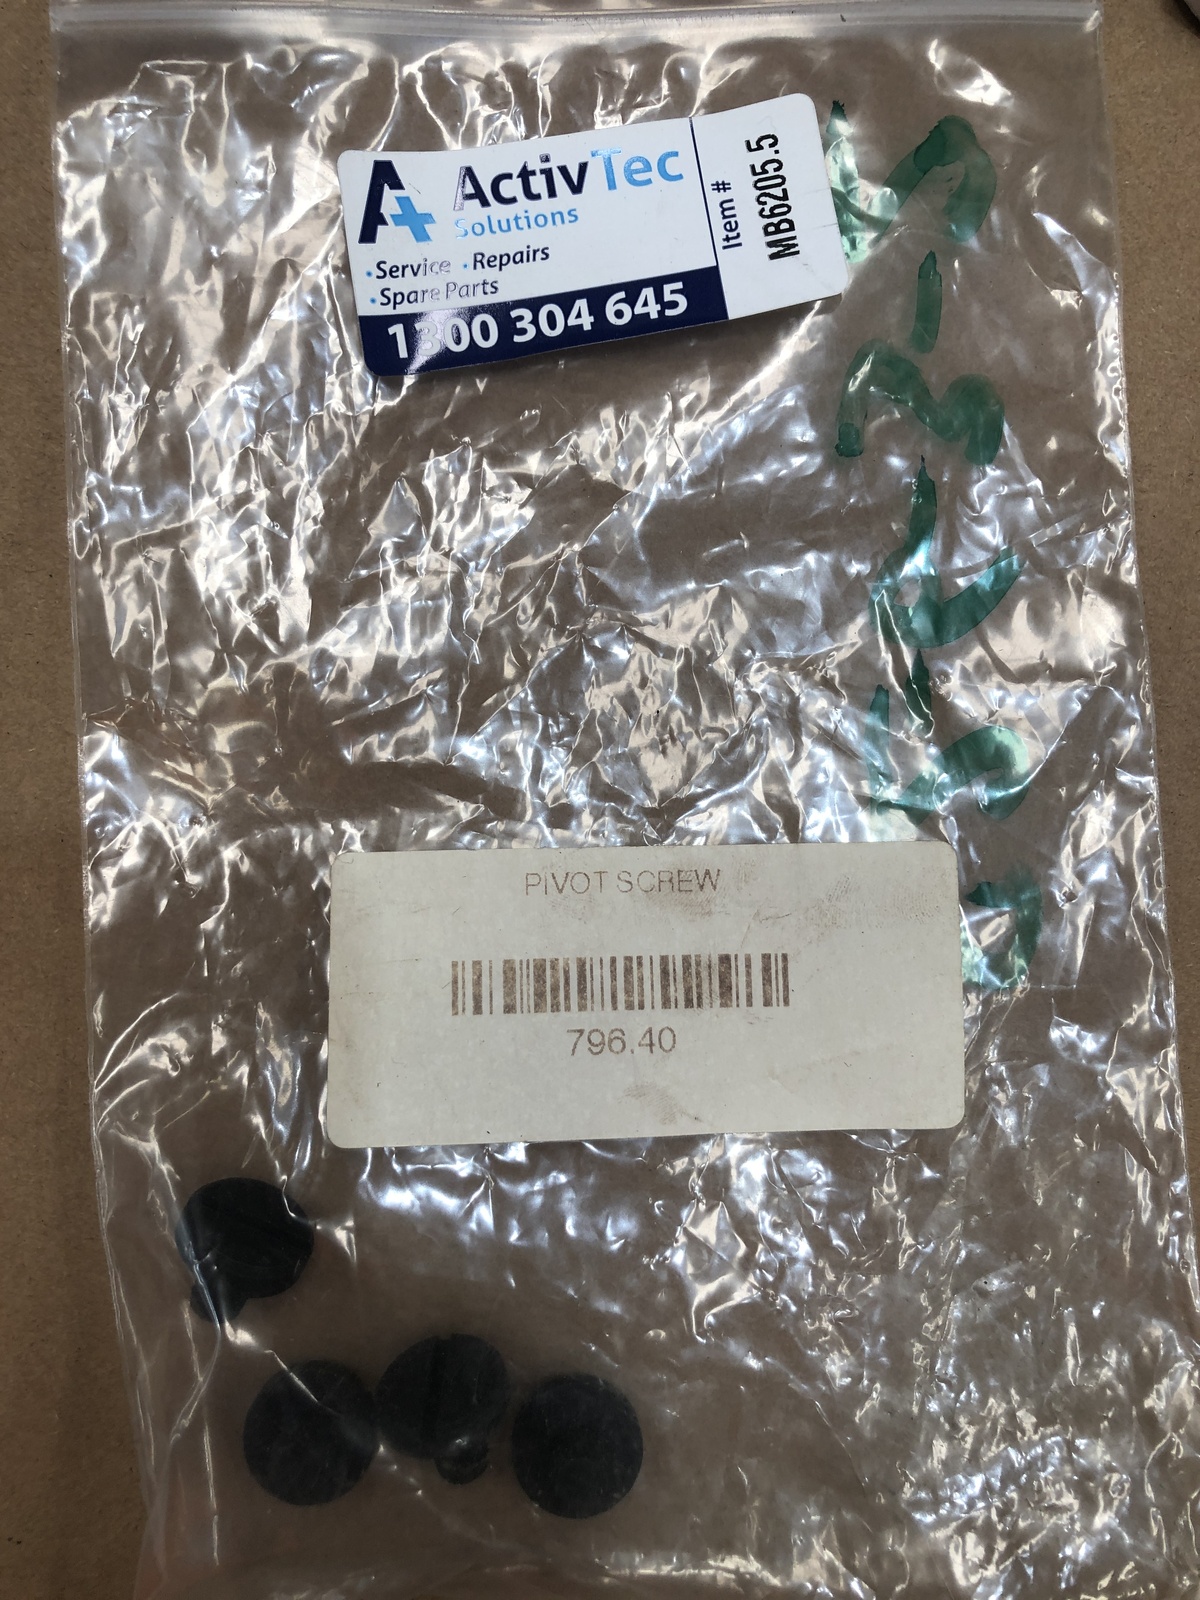 ActivTec
Solutions
· Service · Repairs
· Spare Parts
1300 304 645
Item #
MB6205.5
PIVOT SCREW
796.40